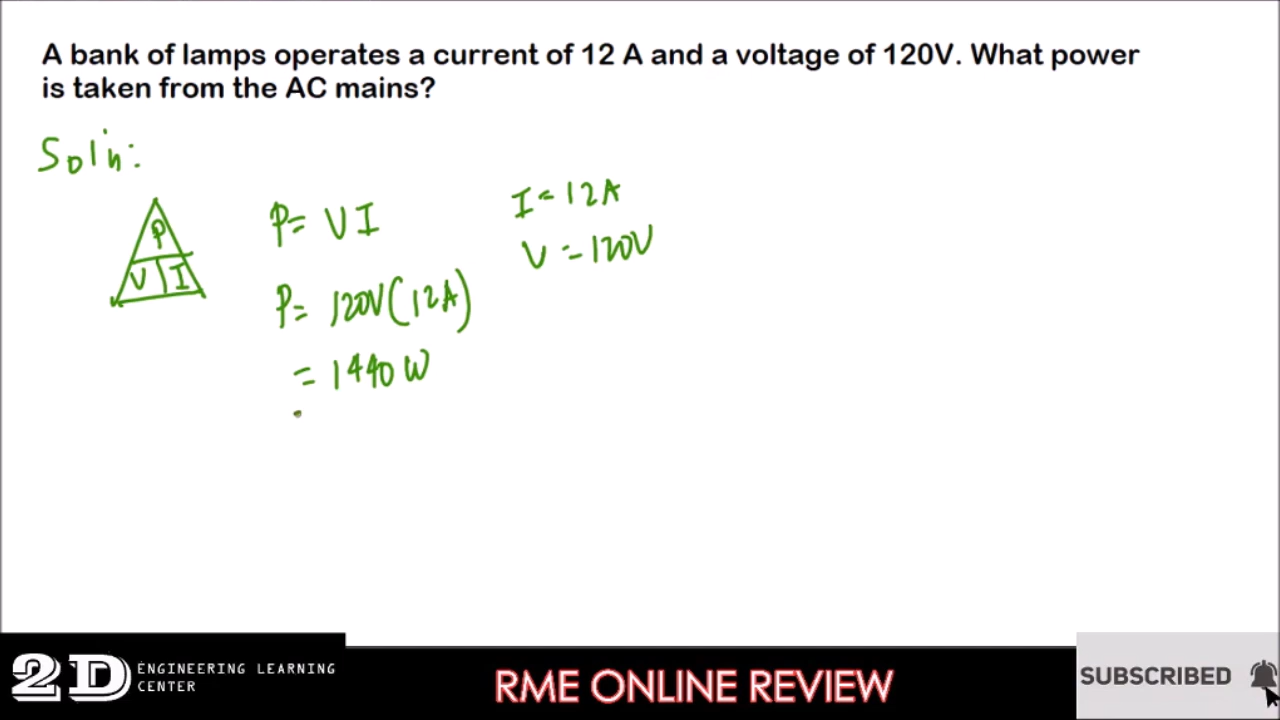 A bank of lamps operates a current of 12 A and a voltage of 120V. What power
is taken from the AC mains?
Sol'n:
P
V I
P= VI
I = 12A
V = 120V
P= 120V(12A)
= 1440W
2D ENGINEERING LEARNING
CENTER
RME ONLINE REVIEW
SUBSCRIBED